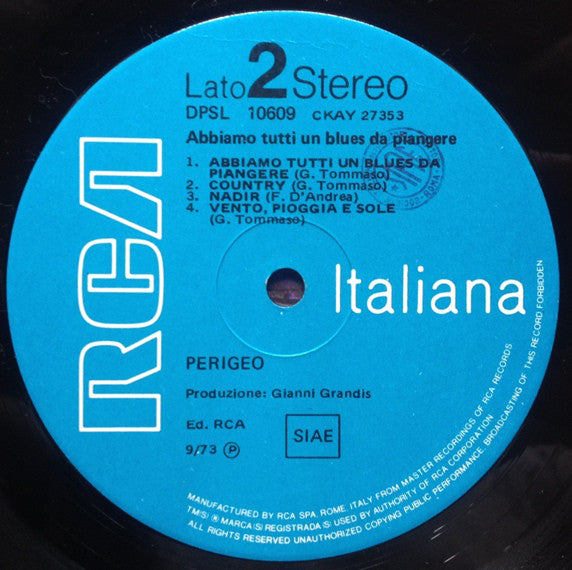 Lato 2 Stereo
DPSL 10609 CKAY 27353
Abbiamo tutti un blues da piangere
1. ABBIAMO TUTTI UN BLUES DA
PIANGERE (G. Tommaso)
2. COUNTRY (G. Tommaso)
3. NADIR (F. D'Andrea)
4. VENTO, PIOGGIA E SOLE
(G. Tommaso)
RCA
Italiana
PERIGEO
Produzione: Gianni Grandis
Ed. RCA
SIAE
9/73 Ⓟ
MANUFACTURED BY RCA SPA, ROME, ITALY FROM MASTER RECORDINGS OF RCA RECORDS
TM(S) ® MARCA(S) REGISTRADA(S) USED BY AUTHORITY OF RCA CORPORATION
ALL RIGHTS RESERVED UNAUTHORIZED COPYING PUBLIC PERFORMANCE, BROADCASTING OF THIS RECORD FORBIDDEN